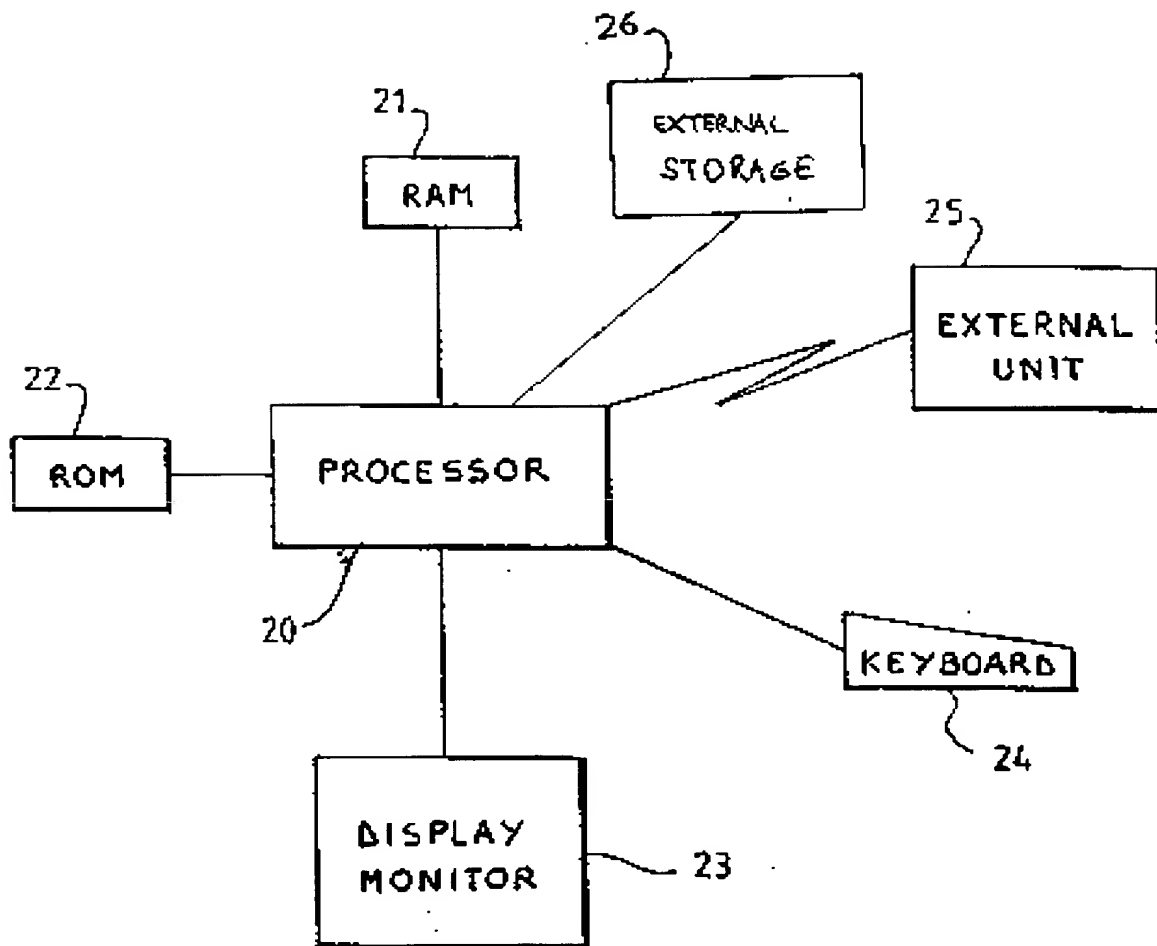 26
EXTERNAL
STORAGE
21
RAM
25
EXTERNAL
UNIT
22
ROM
PROCESSOR
20
KEYBOARD
24
DISPLAY
MONITOR
23